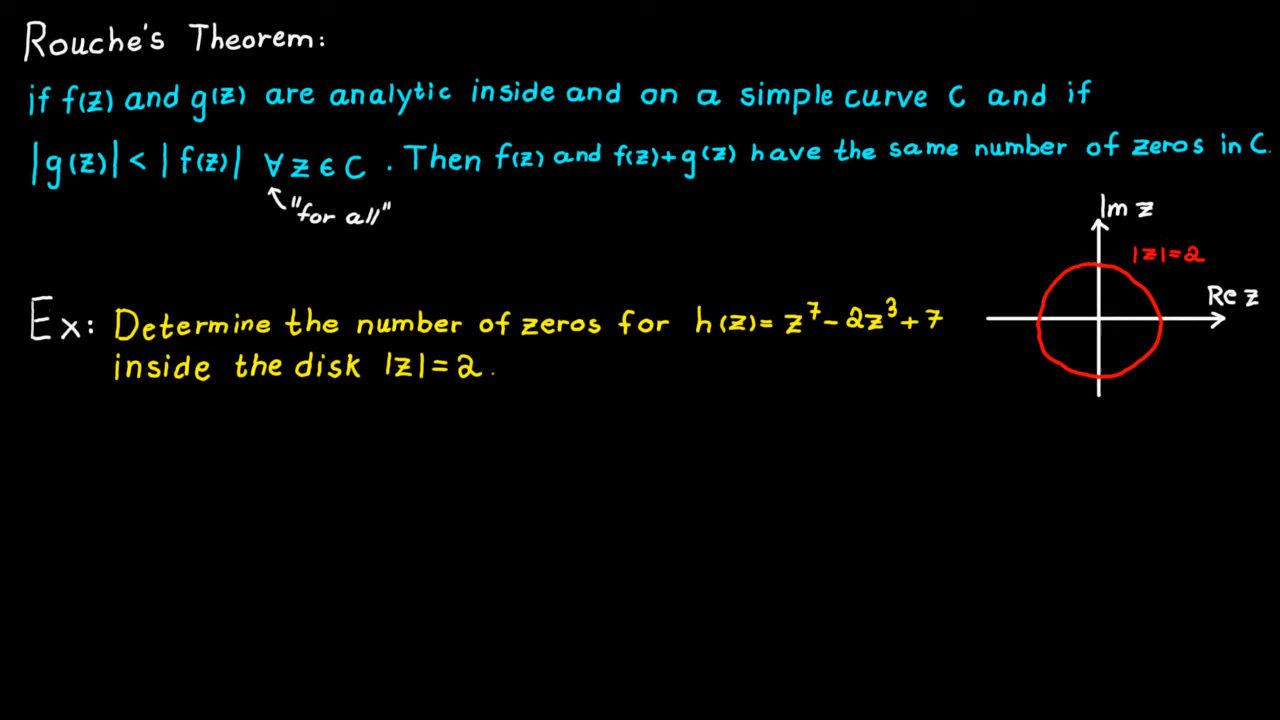 Rouche's Theorem:
if f(z) and g(z) are analytic inside and on a simple curve C and if
|g(z)| < |f(z)| ∀ z ∈ C . Then f(z) and f(z)+g(z) have the same number of zeros in C.
"for all"
Im z
|z|=2
Re z
Ex: Determine the number of zeros for h(z)= z⁷ - 2z³ + 7
inside the disk |z|=2.